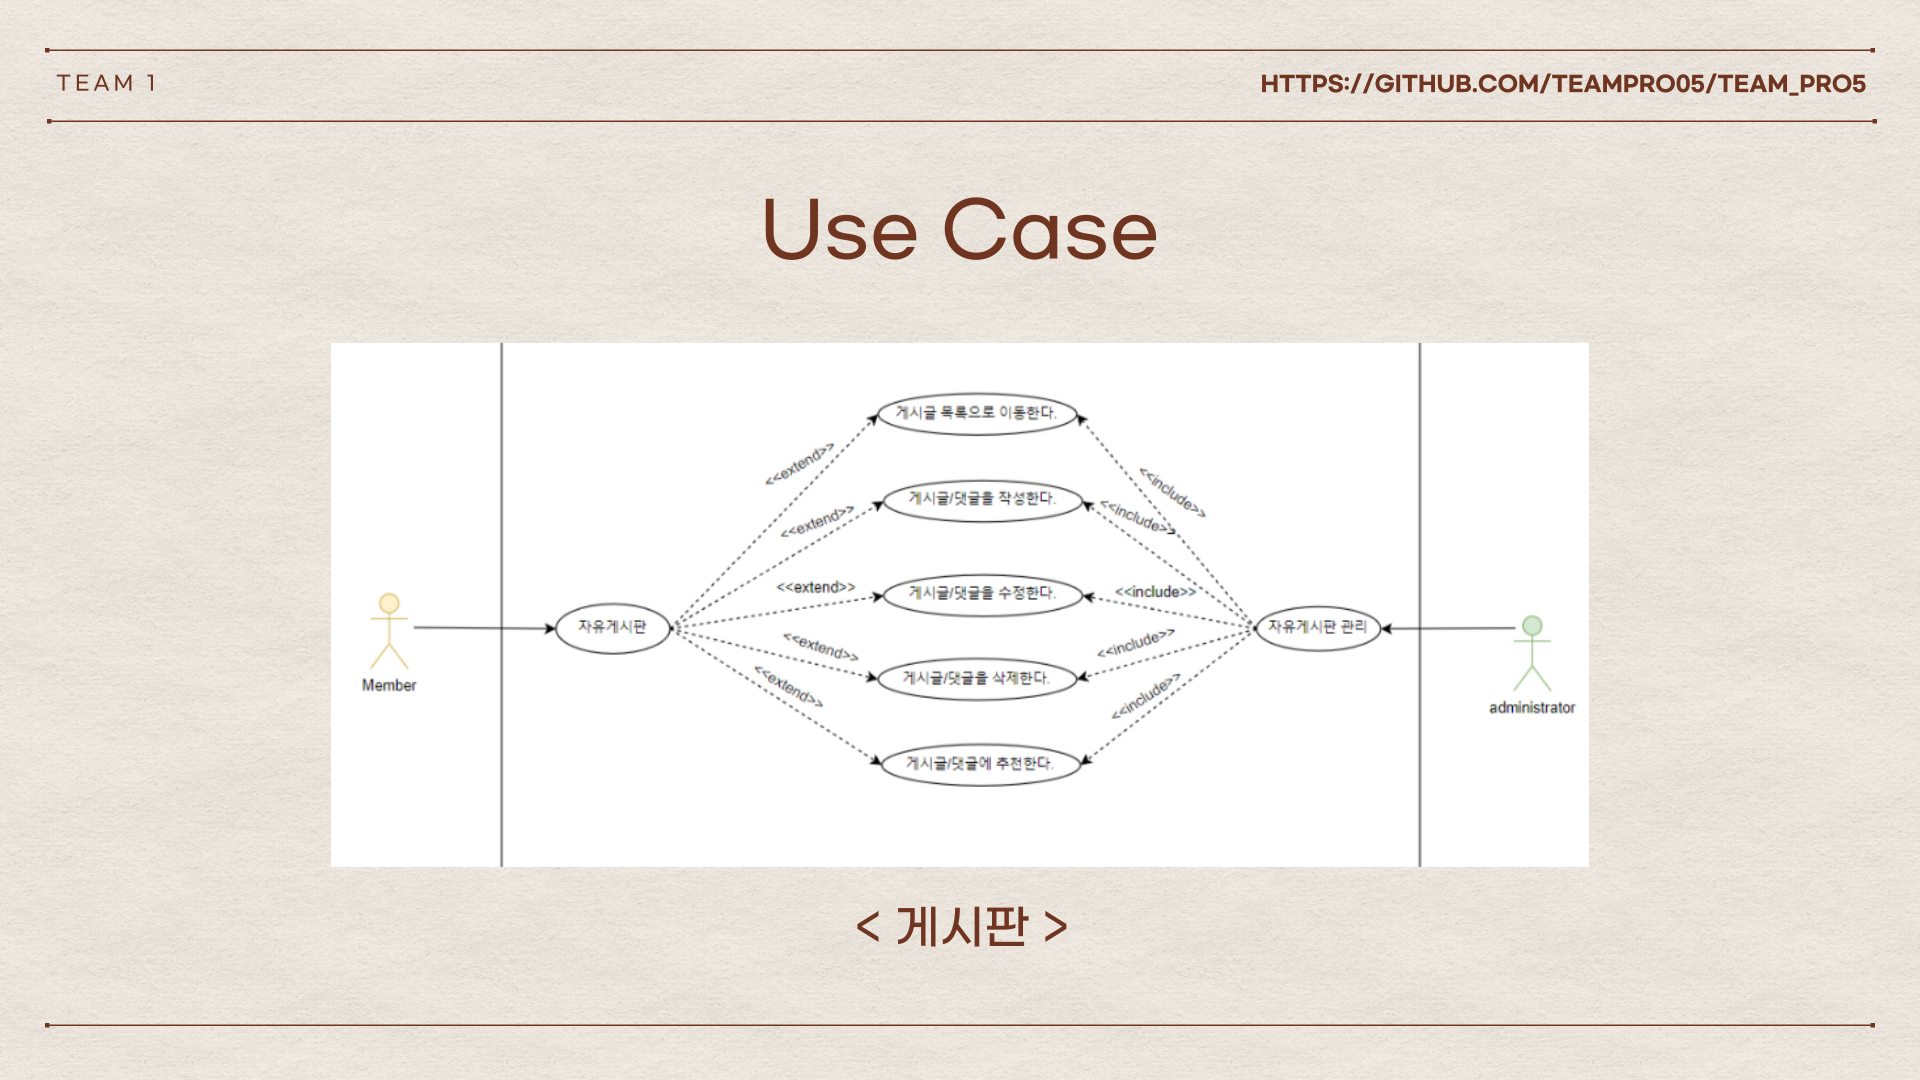 TEAM 1
HTTPS://GITHUB.COM/TEAMPRO05/TEAM_PRO5
Use Case
게시글 목록으로 이동한다.
<<extend>>
<<include>>
게시글/댓글을 작성한다.
<<extend>>
<<include>>
게시글/댓글을 수정한다.
<<extend>>
<<include>>
자유게시판
자유게시판 관리
<<extend>>
<<include>>
게시글/댓글을 삭제한다.
Member
<<extend>>
<<include>>
administrator
게시글/댓글에 추천한다.
< 게시판 >